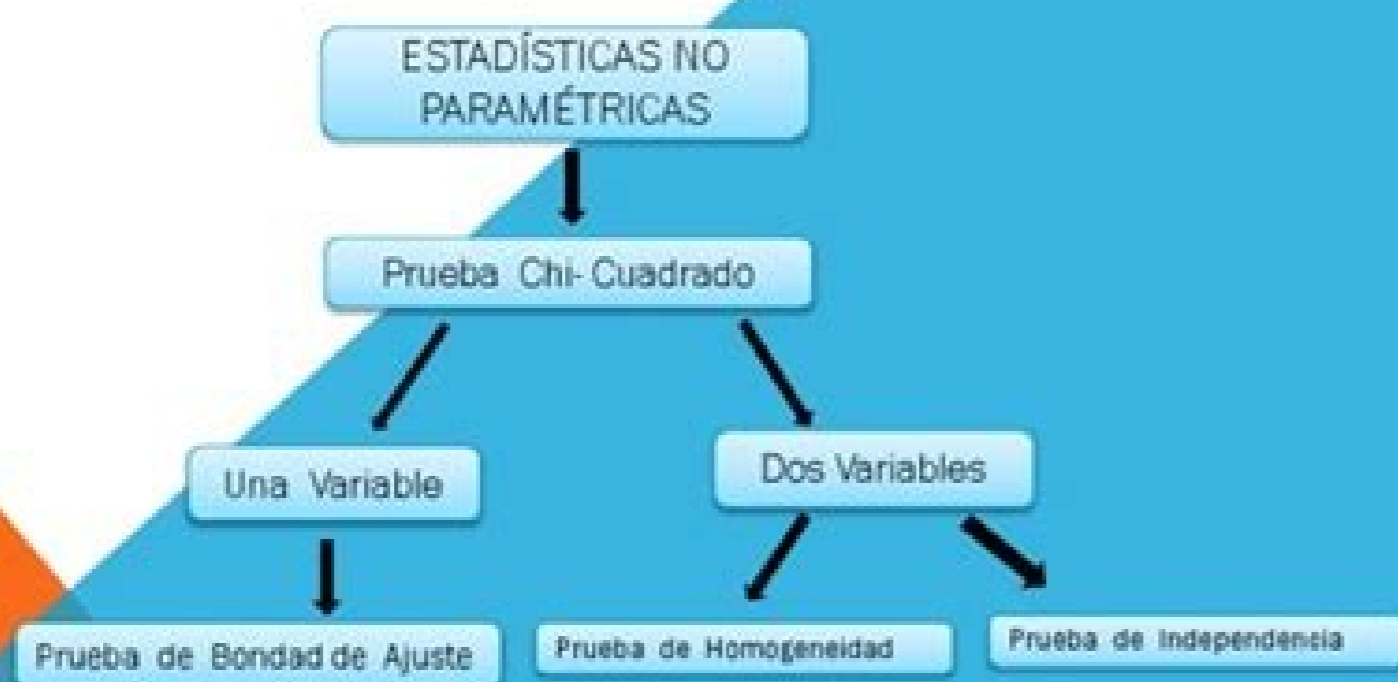 ESTADÍSTICAS NO
PARAMÉTRICAS
Prueba Chi-Cuadrado
Una Variable
Dos Variables
Prueba de Bondad de Ajuste
Prueba de Homogeneidad
Prueba de Independencia